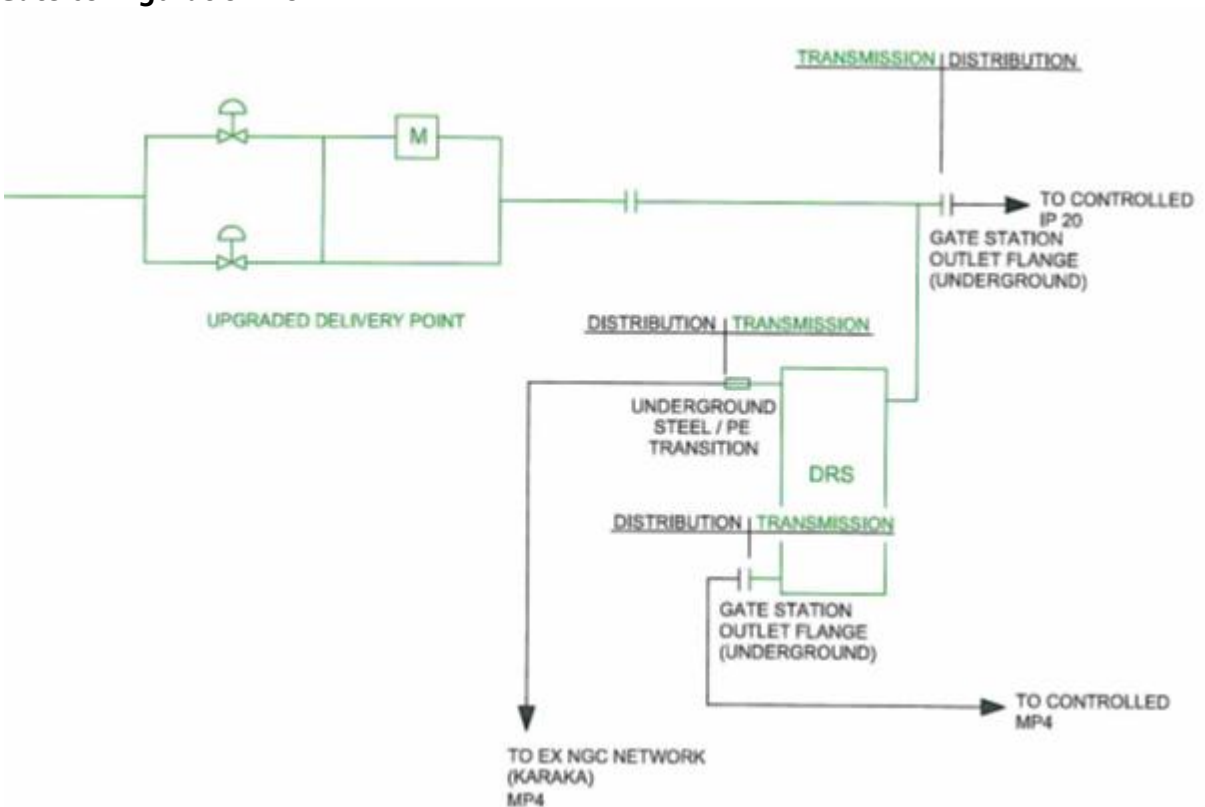 TRANSMISSION | DISTRIBUTION
M
TO CONTROLLED
IP 20
GATE STATION
OUTLET FLANGE
(UNDERGROUND)
UPGRADED DELIVERY POINT
DISTRIBUTION | TRANSMISSION
UNDERGROUND
STEEL / PE
TRANSITION
DRS
DISTRIBUTION | TRANSMISSION
GATE STATION
OUTLET FLANGE
(UNDERGROUND)
TO CONTROLLED
MP4
TO EX NGC NETWORK
(KARAKA)
MP4